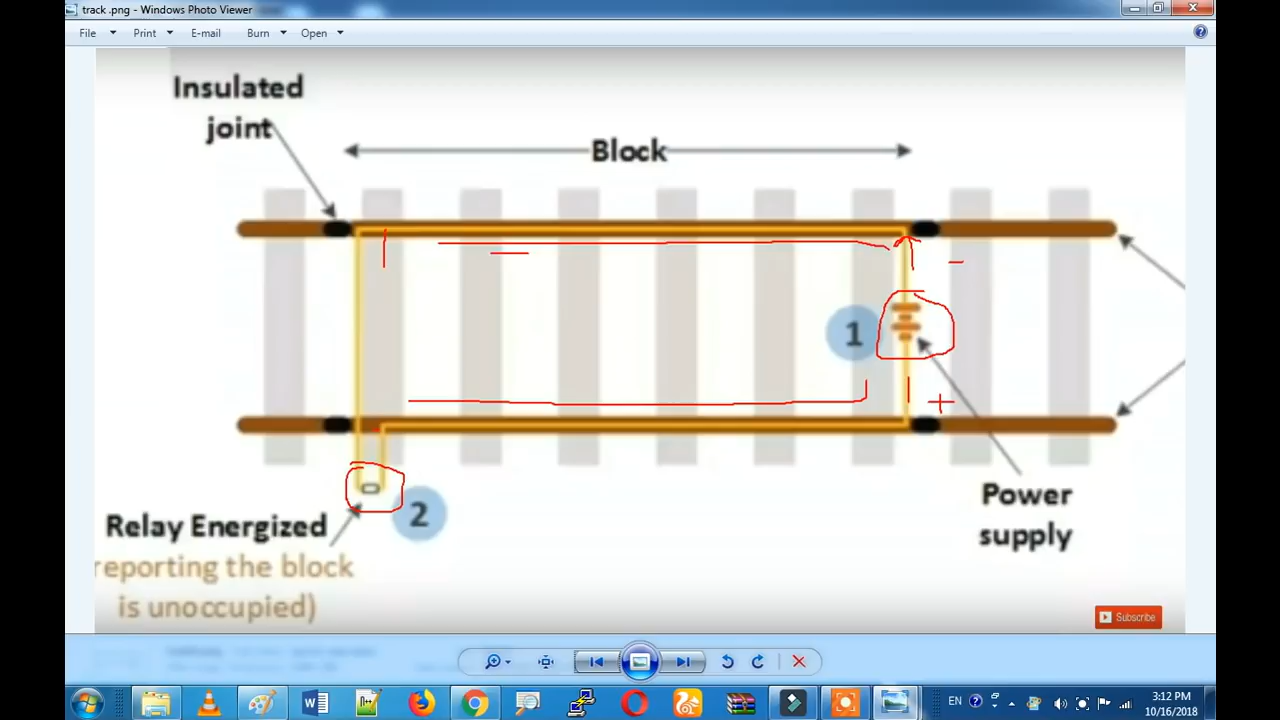 track .png - Windows Photo Viewer
File Print E-mail Burn Open
Insulated
joint
Block
-
1
+
Power
supply
2
Relay Energized
reporting the block
is unoccupied)
Subscribe
EN
3:12 PM
10/16/2018